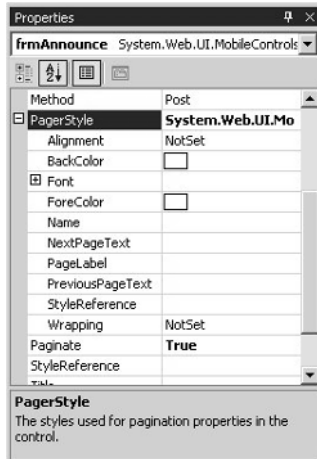 Properties
frmAnnounce System.Web.UI.MobileControls
Method Post
PagerStyle System.Web.UI.Mo
Alignment NotSet
BackColor
Font
ForeColor
Name
NextPageText
PageLabel
PreviousPageText
StyleReference
Wrapping NotSet
Paginate True
StyleReference
Title
PagerStyle
The styles used for pagination properties in the
control.